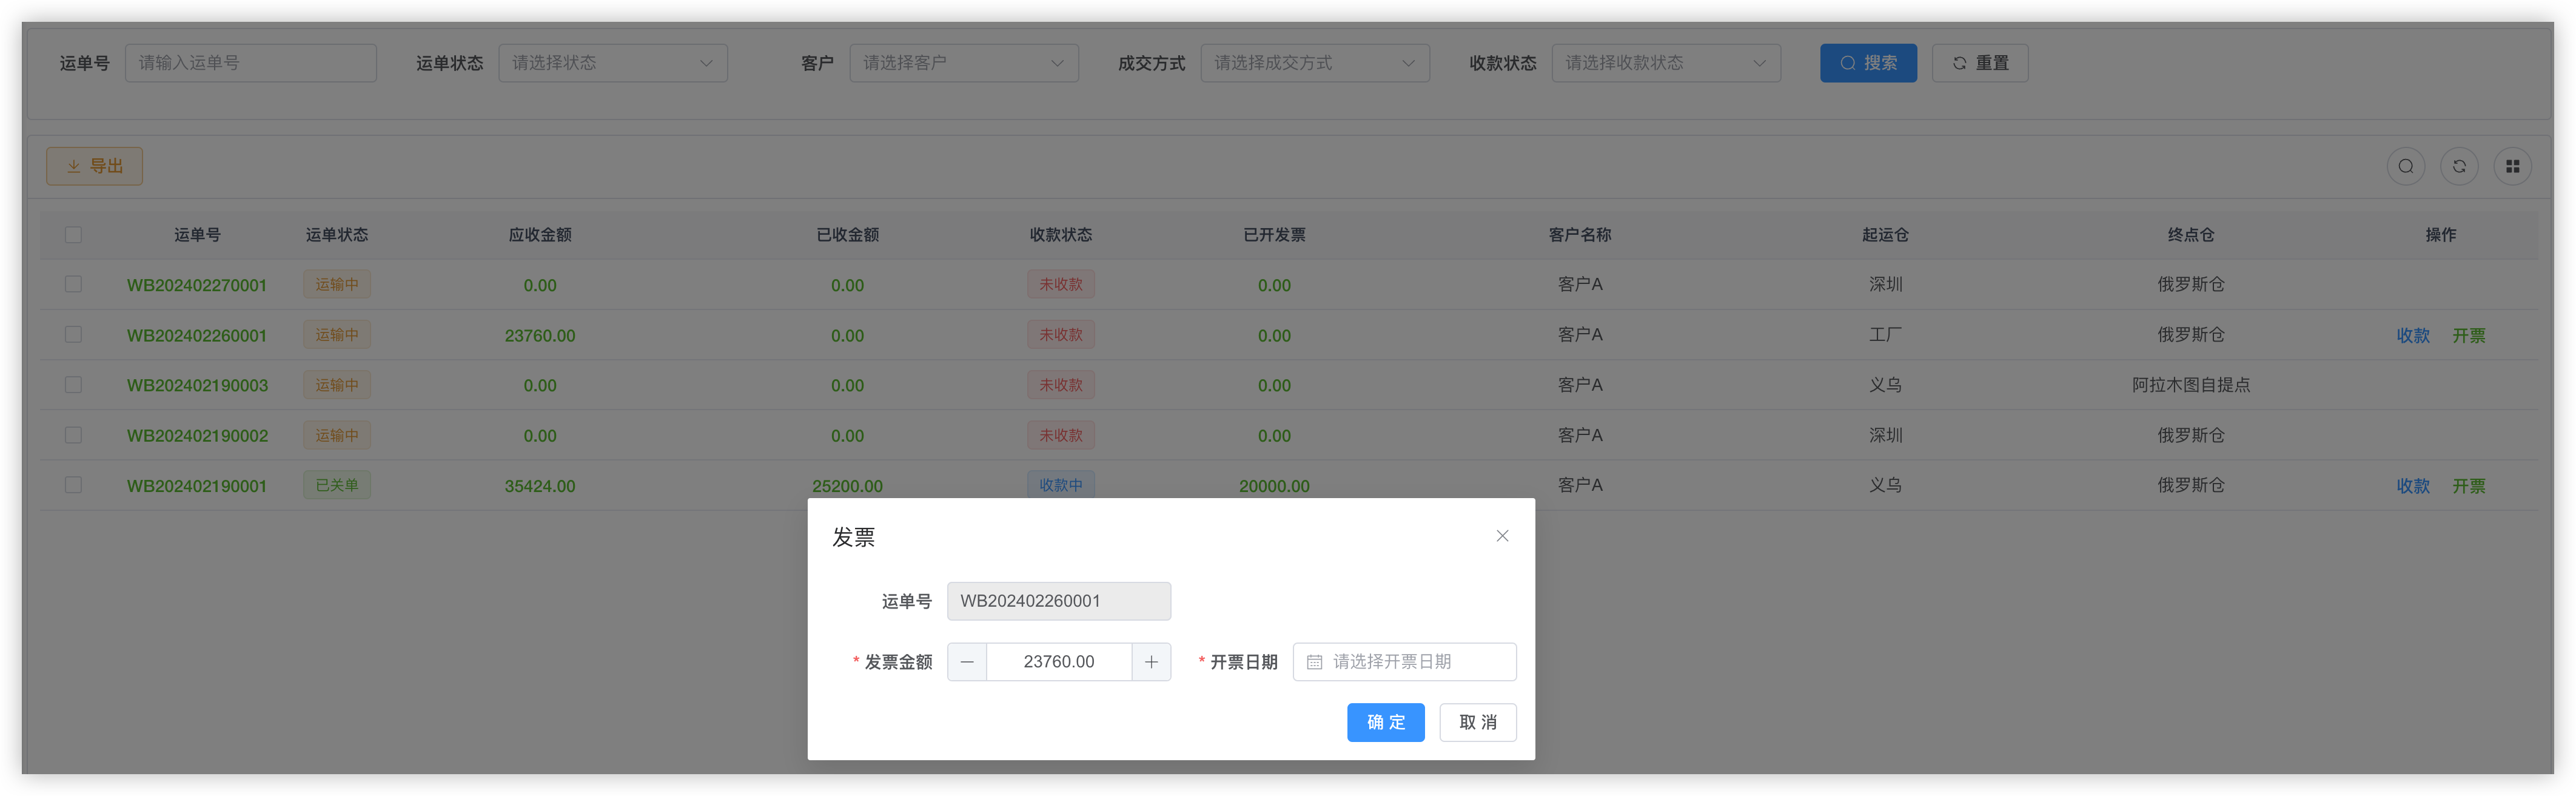 运单号 请输入运单号 运单状态 请选择状态 客户 请选择客户 成交方式 请选择成交方式 收款状态 请选择收款状态 搜索 重置
导出
运单号 运单状态 应收金额 已收金额 收款状态 已开发票 客户名称 起运仓 终点仓 操作
WB202402270001 运输中 0.00 0.00 未收款 0.00 客户A 深圳 俄罗斯仓
WB202402260001 运输中 23760.00 0.00 未收款 0.00 客户A 工厂 俄罗斯仓 收款 开票
WB202402190003 运输中 0.00 0.00 未收款 0.00 客户A 义乌 阿拉木图自提点
WB202402190002 运输中 0.00 0.00 未收款 0.00 客户A 深圳 俄罗斯仓
WB202402190001 已关单 35424.00 25200.00 收款中 20000.00 客户A 义乌 俄罗斯仓 收款 开票
发票
运单号 WB202402260001
* 发票金额 23760.00 * 开票日期 请选择开票日期
确 定 取 消